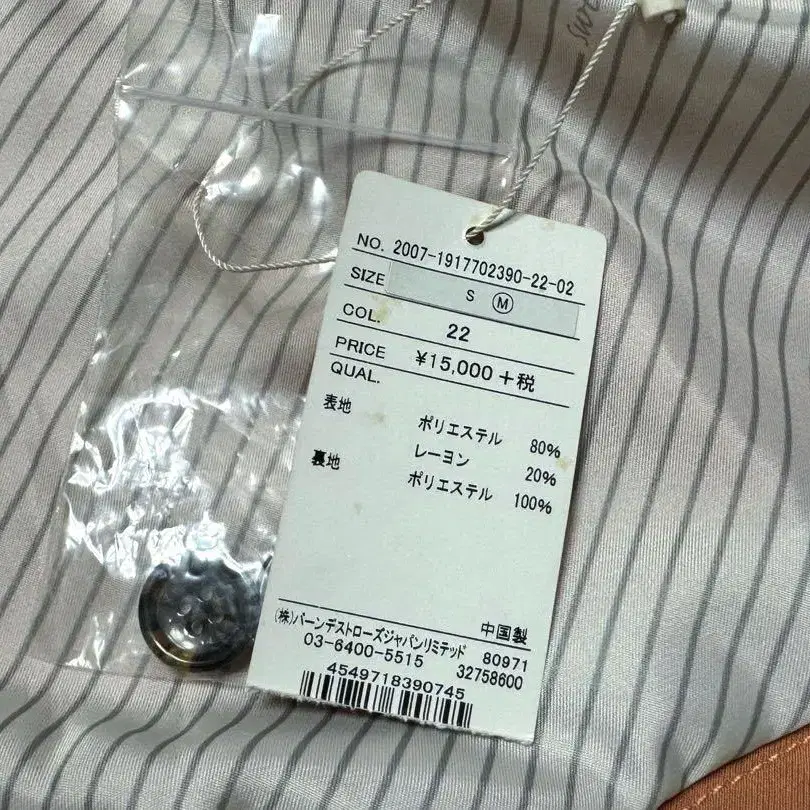 NO. 2007-1917702390-22-02
SIZE S Ⓜ
COL. 22
PRICE ¥15,000+税
QUAL.
表地 ポリエステル 80%
レーヨン 20%
裏地 ポリエステル 100%
中国製
(株)バーンデストローズジャパンリミテッド 80971
03-6400-5515 32758600
4549718390745